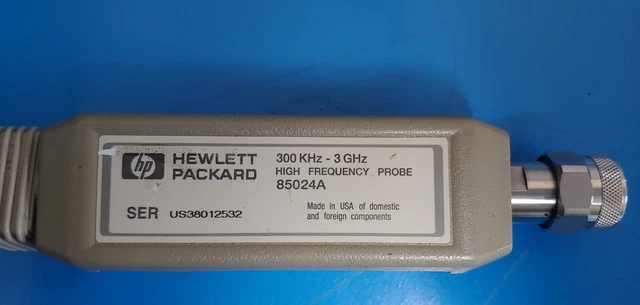 hp HEWLETT PACKARD
300 KHz - 3 GHz
HIGH FREQUENCY PROBE
85024A
SER US38012532
Made in USA of domestic
and foreign components